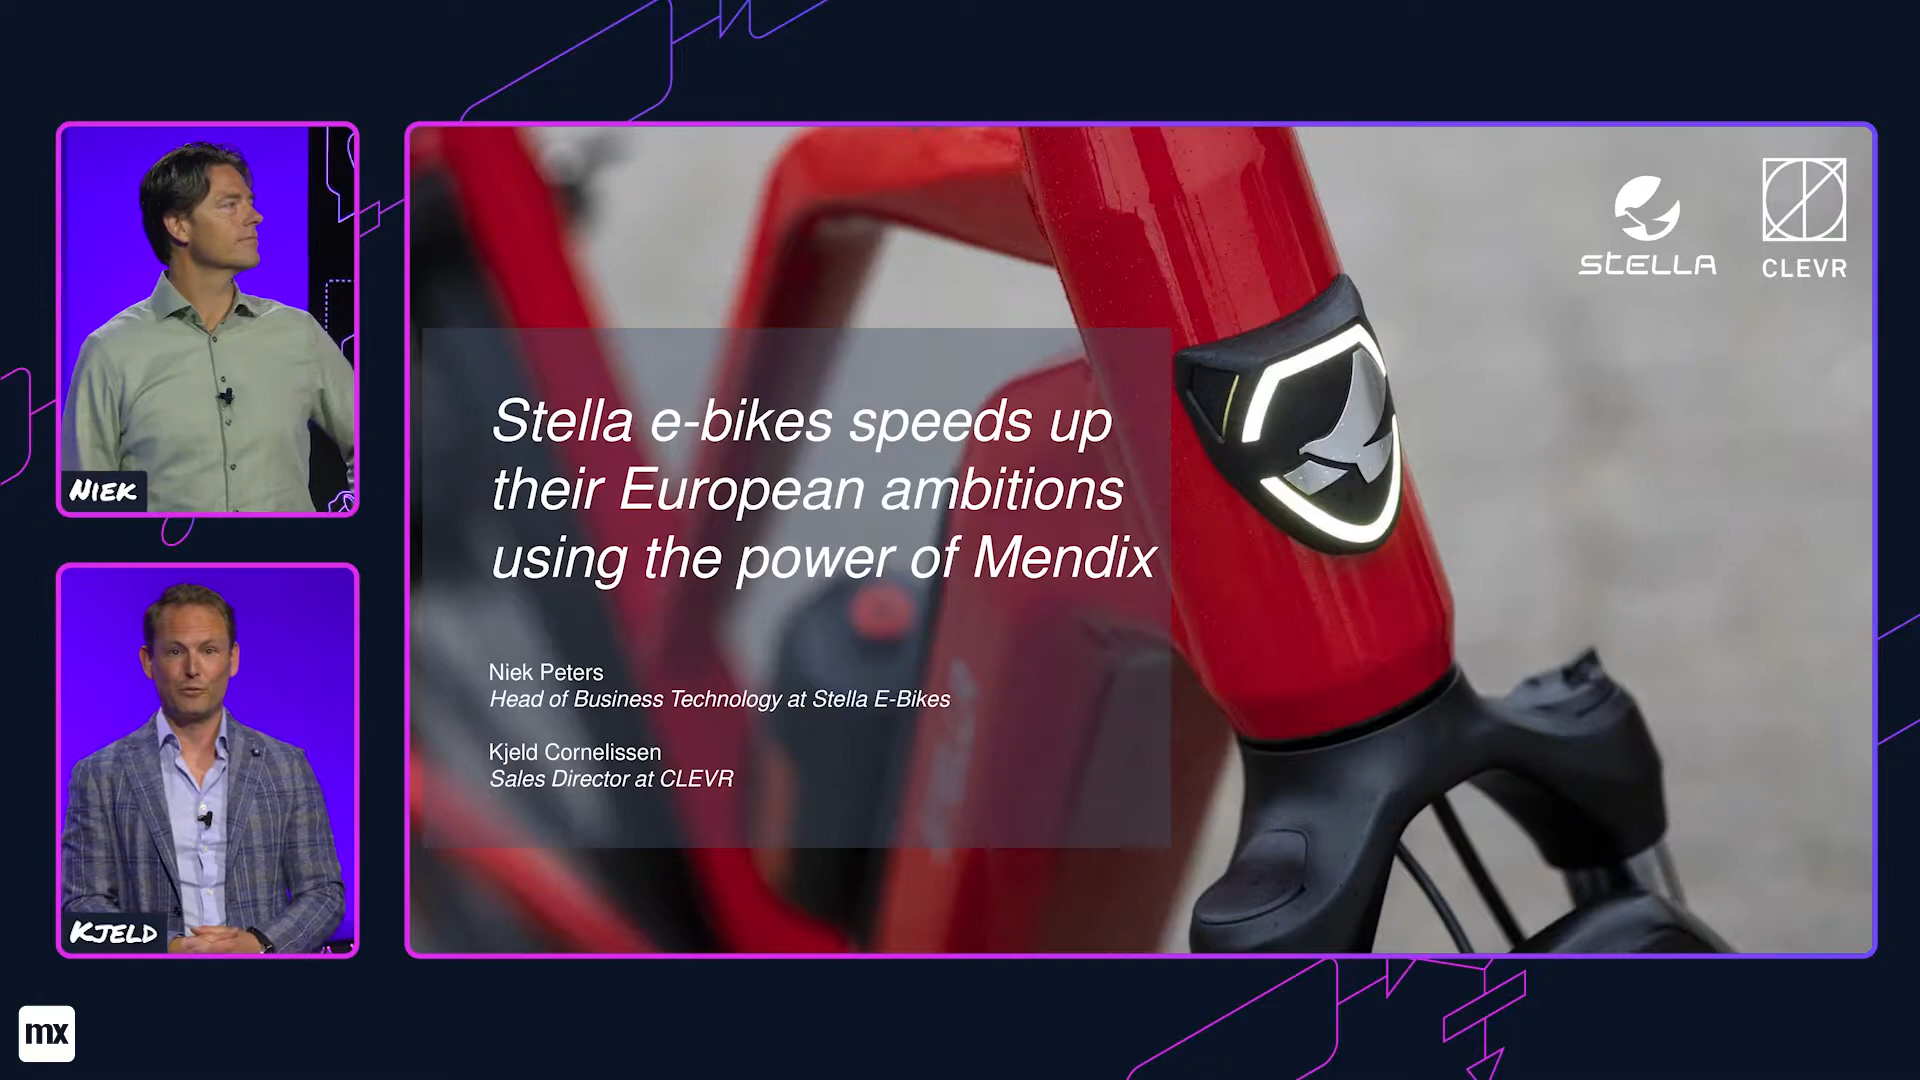 NIEK
KJELD
STELLA
CLEVR
Stella e-bikes speeds up
their European ambitions
using the power of Mendix
Niek Peters
Head of Business Technology at Stella E-Bikes
Kjeld Cornelissen
Sales Director at CLEVR
mx